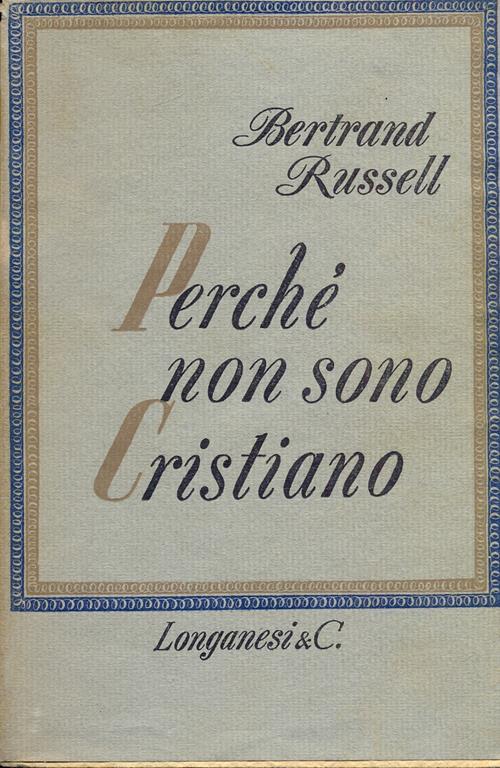 Bertrand
Russell
Perché
non sono
Cristiano
Longanesi & C.